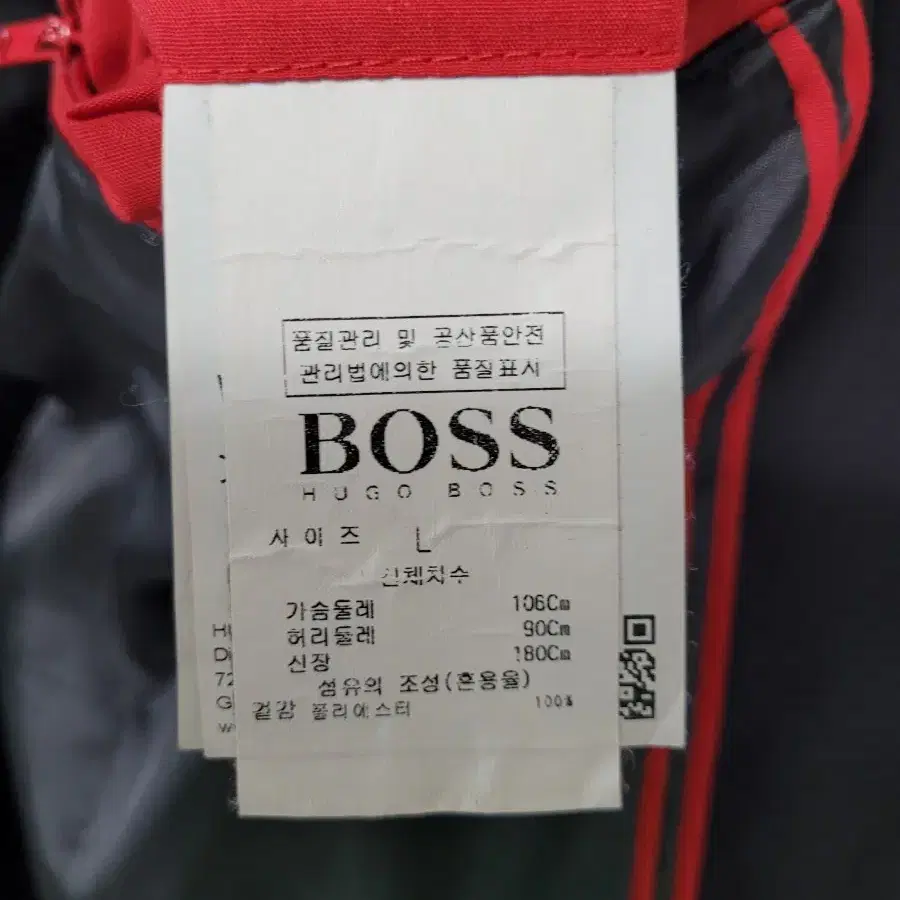 품질관리 및 공산품안전
관리법에의한 품질표시
BOSS
HUGO BOSS
사이즈 L
신체치수
가슴둘레 106Cm
허리둘레 90Cm
신장 180Cm
섬유의 조성(혼용율)
겉감 폴리에스터 100%